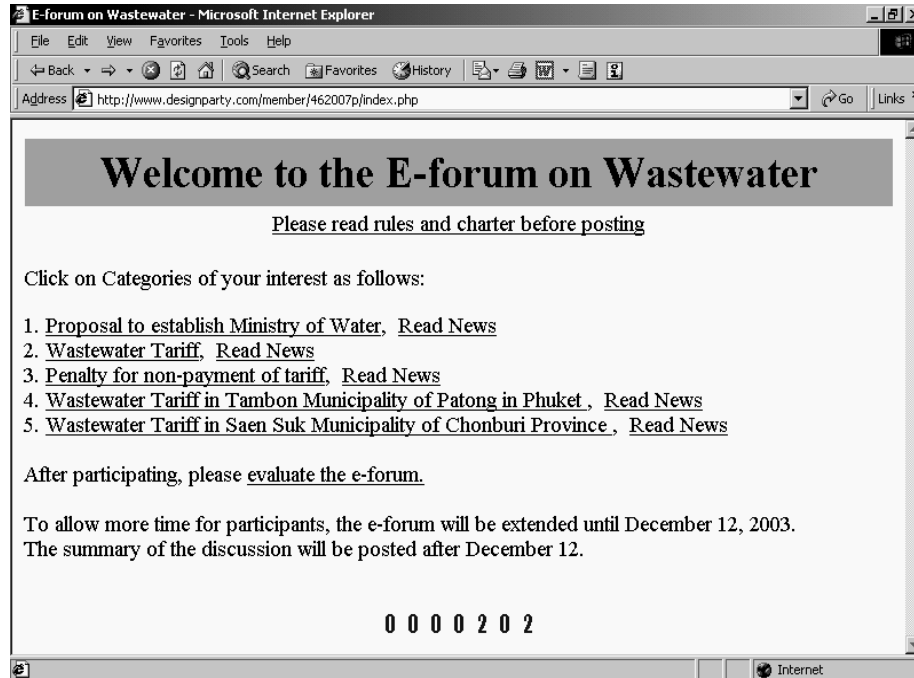 E-forum on Wastewater - Microsoft Internet Explorer
File Edit View Favorites Tools Help
Back Search Favorites History
Address http://www.designparty.com/member/462007p/index.php Go Links
Welcome to the E-forum on Wastewater
Please read rules and charter before posting
Click on Categories of your interest as follows:
1. Proposal to establish Ministry of Water, Read News
2. Wastewater Tariff, Read News
3. Penalty for non-payment of tariff, Read News
4. Wastewater Tariff in Tambon Municipality of Patong in Phuket , Read News
5. Wastewater Tariff in Saen Suk Municipality of Chonburi Province , Read News
After participating, please evaluate the e-forum.
To allow more time for participants, the e-forum will be extended until December 12, 2003.
The summary of the discussion will be posted after December 12.
0 0 0 0 2 0 2
Internet